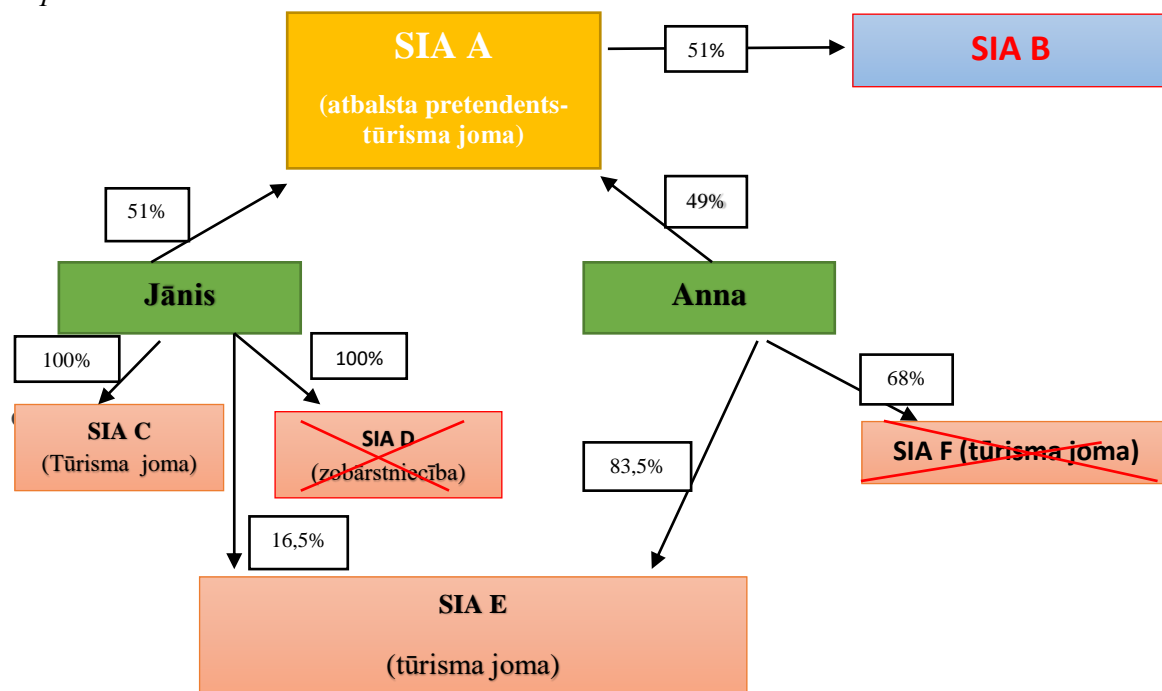 SIA A
(atbalsta pretendents-
tūrisma joma)
51%
SIA B
51%
49%
Jānis
Anna
100%
100%
68%
SIA C
(Tūrisma joma)
SIA D
(zobārstniecība)
83,5%
SIA F (tūrisma joma)
16,5%
SIA E
(tūrisma joma)